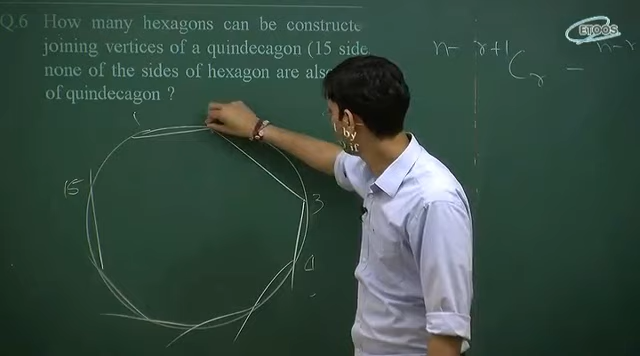 Q.6 How many hexagons can be constructe
joining vertices of a quindecagon (15 side
none of the sides of hexagon are also
of quindecagon ?
ETOOS
n- r+1
C r - n-r
1
15
3
4